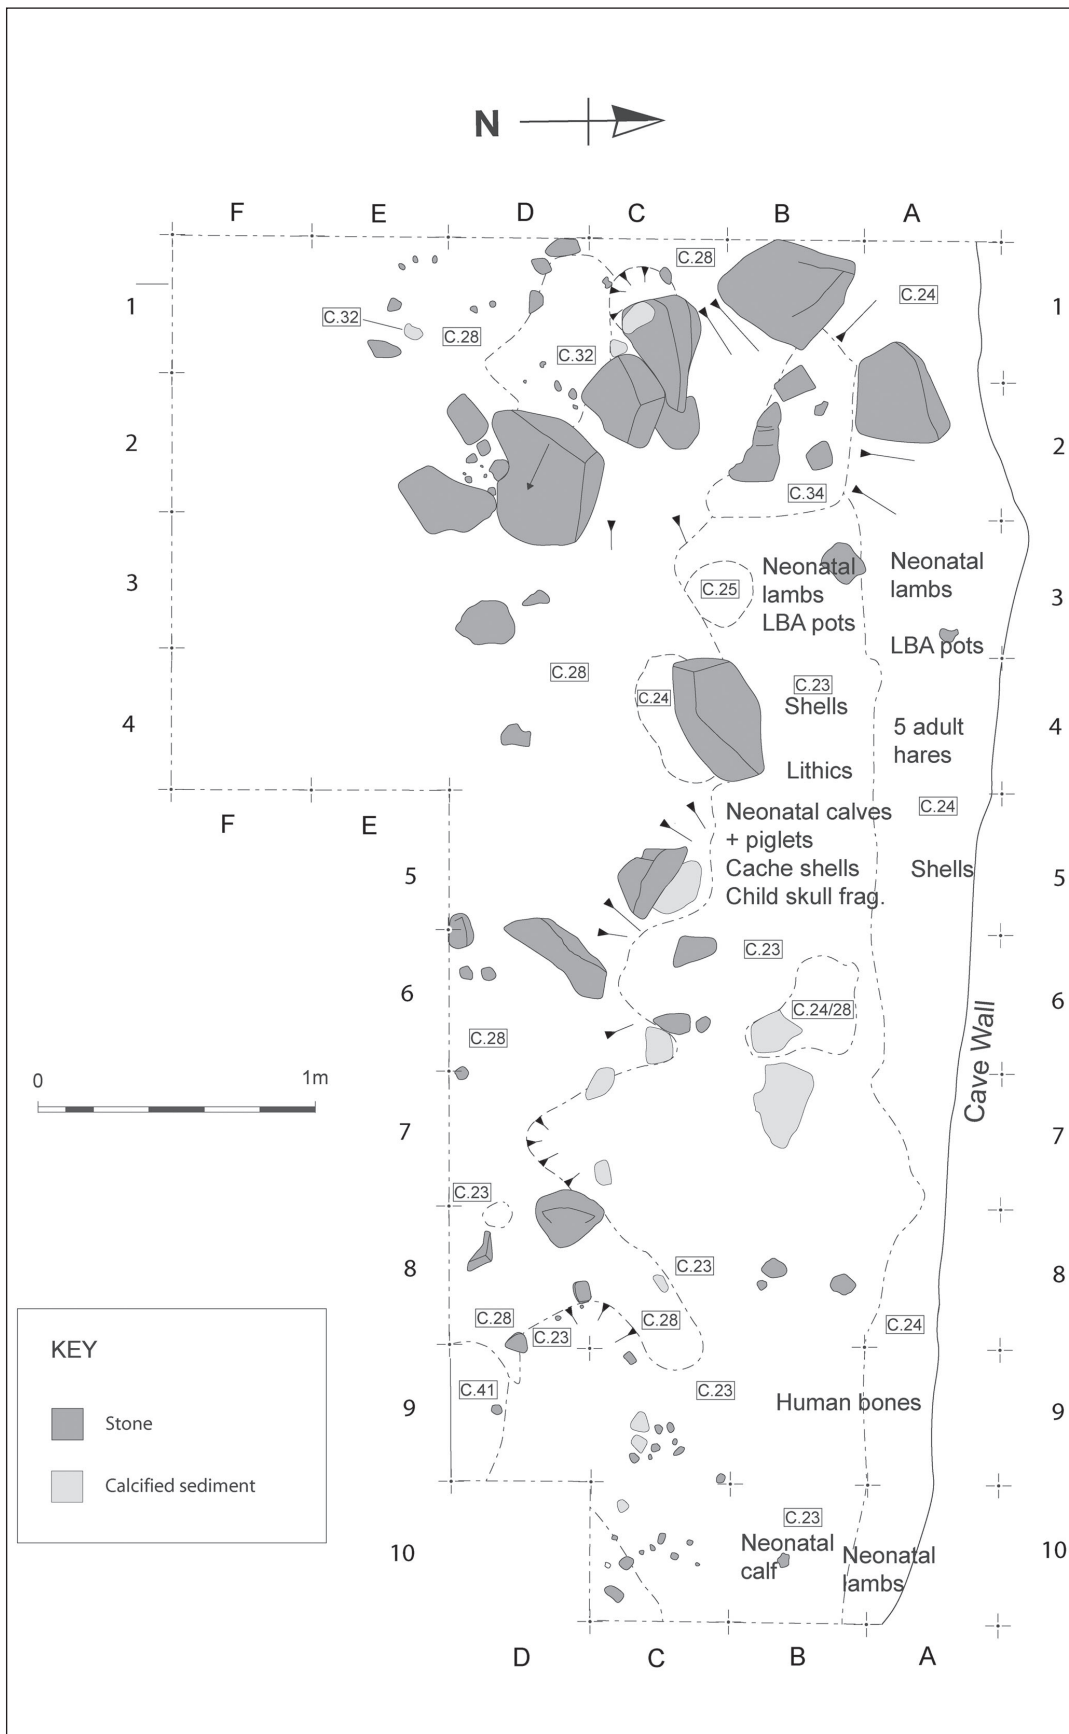 N
F E D C B A
C.28
C.24
1
1
C.32
C.28
C.32
2
2
C.34
Neonatal
lambs
LBA pots
Neonatal
lambs
LBA pots
3
3
C.25
C.28
C.24
C.23
Shells
Lithics
5 adult
hares
4
4
C.24
F E
Neonatal calves
+ piglets
Cache shells
Child skull frag.
Shells
5
5
C.23
6
6
C.24/28
C.28
Cave Wall
0 1m
7
7
C.23
C.23
8
8
C.28
C.23
C.28
C.24
KEY
Stone
Calcified sediment
C.41
C.23
Human bones
9
9
C.23
Neonatal
calf
Neonatal
lambs
10
10
D C B A